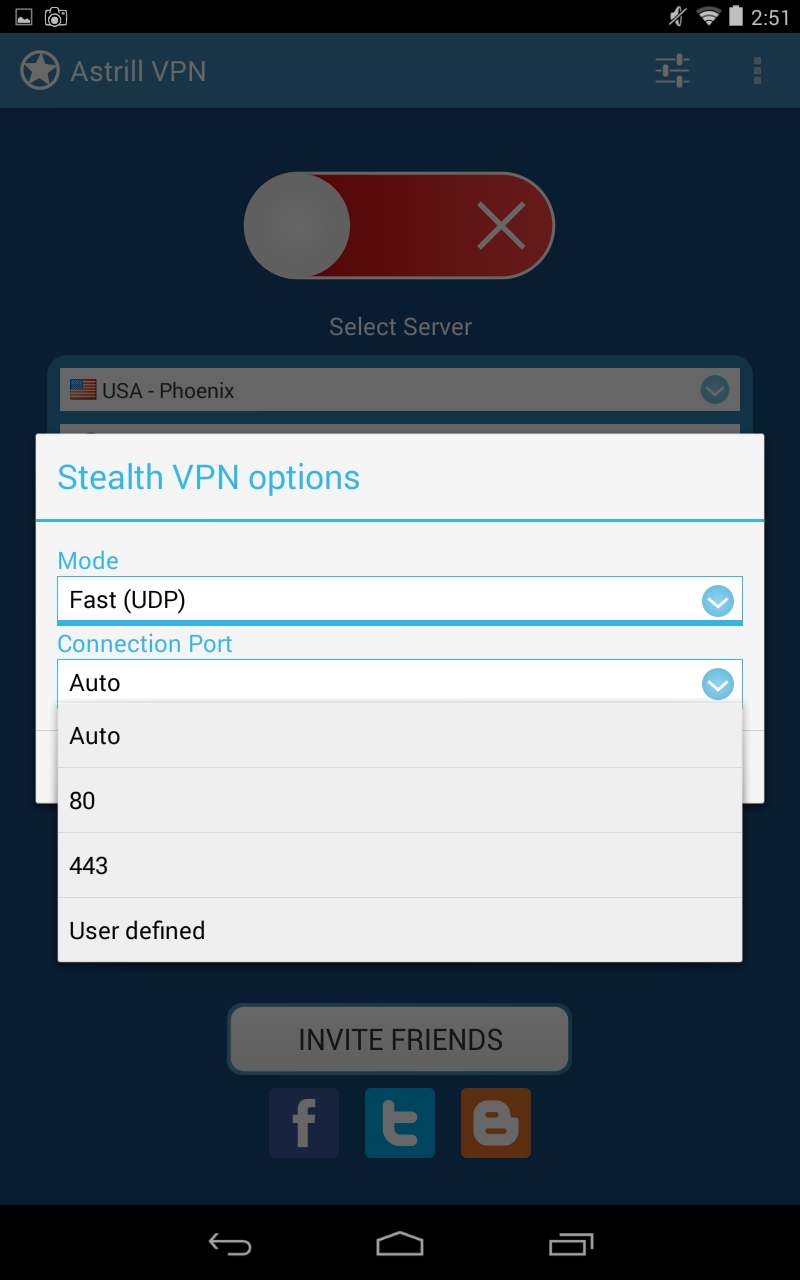 2:51
Astrill VPN
Select Server
USA - Phoenix
Stealth VPN options
Mode
Fast (UDP)
Connection Port
Auto
Auto
80
443
User defined
INVITE FRIENDS